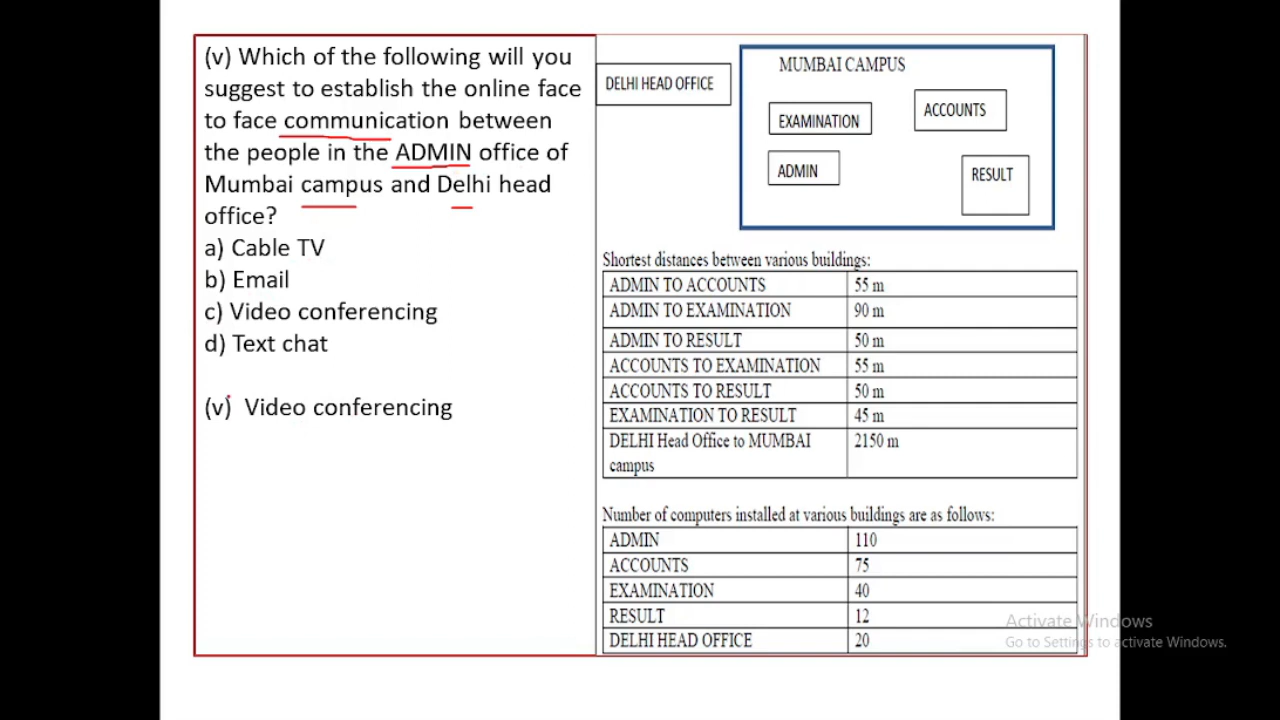 (v) Which of the following will you
suggest to establish the online face
to face communication between
the people in the ADMIN office of
Mumbai campus and Delhi head
office?
a) Cable TV
b) Email
c) Video conferencing
d) Text chat
(v) Video conferencing
DELHI HEAD OFFICE
MUMBAI CAMPUS
EXAMINATION
ACCOUNTS
ADMIN
RESULT
Shortest distances between various buildings:
ADMIN TO ACCOUNTS 55 m
ADMIN TO EXAMINATION 90 m
ADMIN TO RESULT 50 m
ACCOUNTS TO EXAMINATION 55 m
ACCOUNTS TO RESULT 50 m
EXAMINATION TO RESULT 45 m
DELHI Head Office to MUMBAI 2150 m
campus
Number of computers installed at various buildings are as follows:
ADMIN 110
ACCOUNTS 75
EXAMINATION 40
RESULT 12
DELHI HEAD OFFICE 20
Activate Windows
Go to Settings to activate Windows.